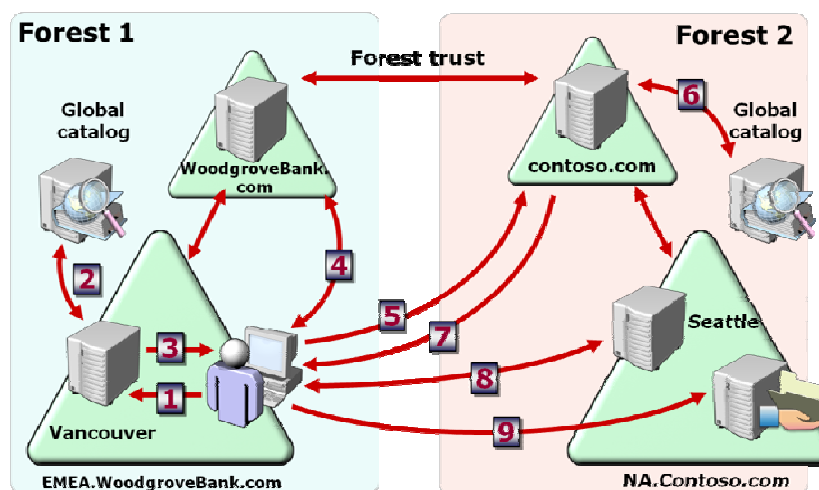 Forest 1
Forest 2
Forest trust
6
Global
catalog
Global
catalog
WoodgroveBank.
com
contoso.com
2
4
5
7
Seattle
3
8
1
9
Vancouver
EMEA.WoodgroveBank.com
NA.Contoso.com